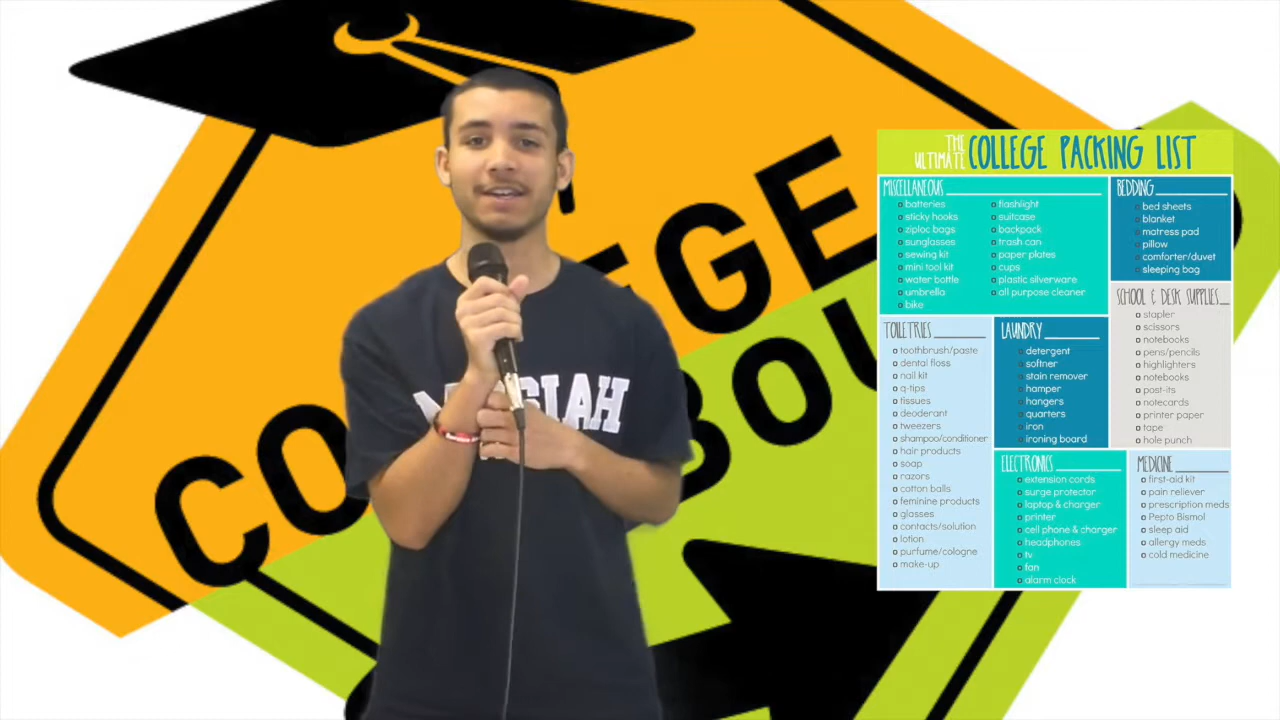 COLLEGE
BOU
MESSIAH
THE ULTIMATE COLLEGE PACKING LIST
MISCELLANEOUS
batteries
sticky hooks
ziploc bags
sunglasses
sewing kit
mini tool kit
water bottle
umbrella
bike
flashlight
suitcase
backpack
trash can
paper plates
cups
plastic silverware
all purpose cleaner
BEDDING
bed sheets
blanket
matress pad
pillow
comforter/duvet
sleeping bag
SCHOOL & DESK SUPPLIES
stapler
scissors
notebooks
pens/pencils
highlighters
notebooks
post-its
notecards
printer paper
tape
hole punch
TOILETRIES
toothbrush/paste
dental floss
nail kit
q-tips
tissues
deoderant
tweezers
shampoo/conditioner
hair products
soap
razors
cotton balls
feminine products
glasses
contacts/solution
lotion
purfume/cologne
make-up
LAUNDRY
detergent
softner
stain remover
hamper
hangers
quarters
iron
ironing board
ELECTRONICS
extension cords
surge protector
laptop & charger
printer
cell phone & charger
headphones
tv
fan
alarm clock
MEDICINE
first-aid kit
pain reliever
prescription meds
Pepto Bismol
sleep aid
allergy meds
cold medicine